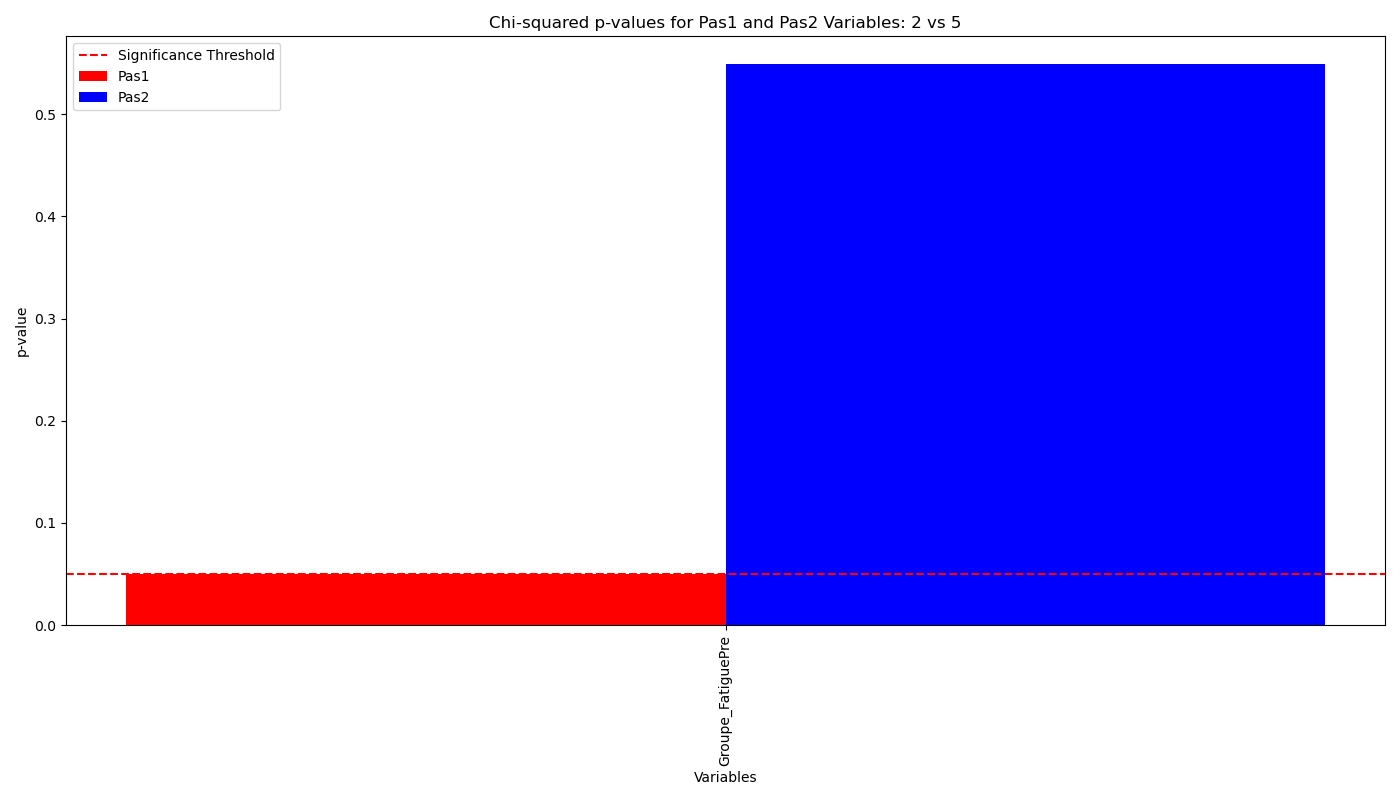 Chi-squared p-values for Pas1 and Pas2 Variables: 2 vs 5
Significance Threshold
Pas1
Pas2
0.5
0.4
0.3
0.2
0.1
0.0
p-value
Groupe_FatiguePre
Variables